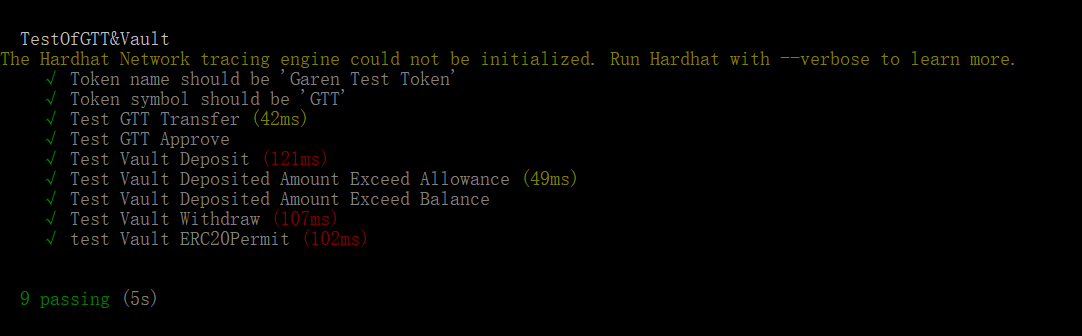 TestOfGTT&Vault
The Hardhat Network tracing engine could not be initialized. Run Hardhat with --verbose to learn more.
√ Token name should be 'Garen Test Token'
√ Token symbol should be 'GTT'
√ Test GTT Transfer (42ms)
√ Test GTT Approve
√ Test Vault Deposit (121ms)
√ Test Vault Deposited Amount Exceed Allowance (49ms)
√ Test Vault Deposited Amount Exceed Balance
√ Test Vault Withdraw (107ms)
√ test Vault ERC20Permit (102ms)
9 passing (5s)